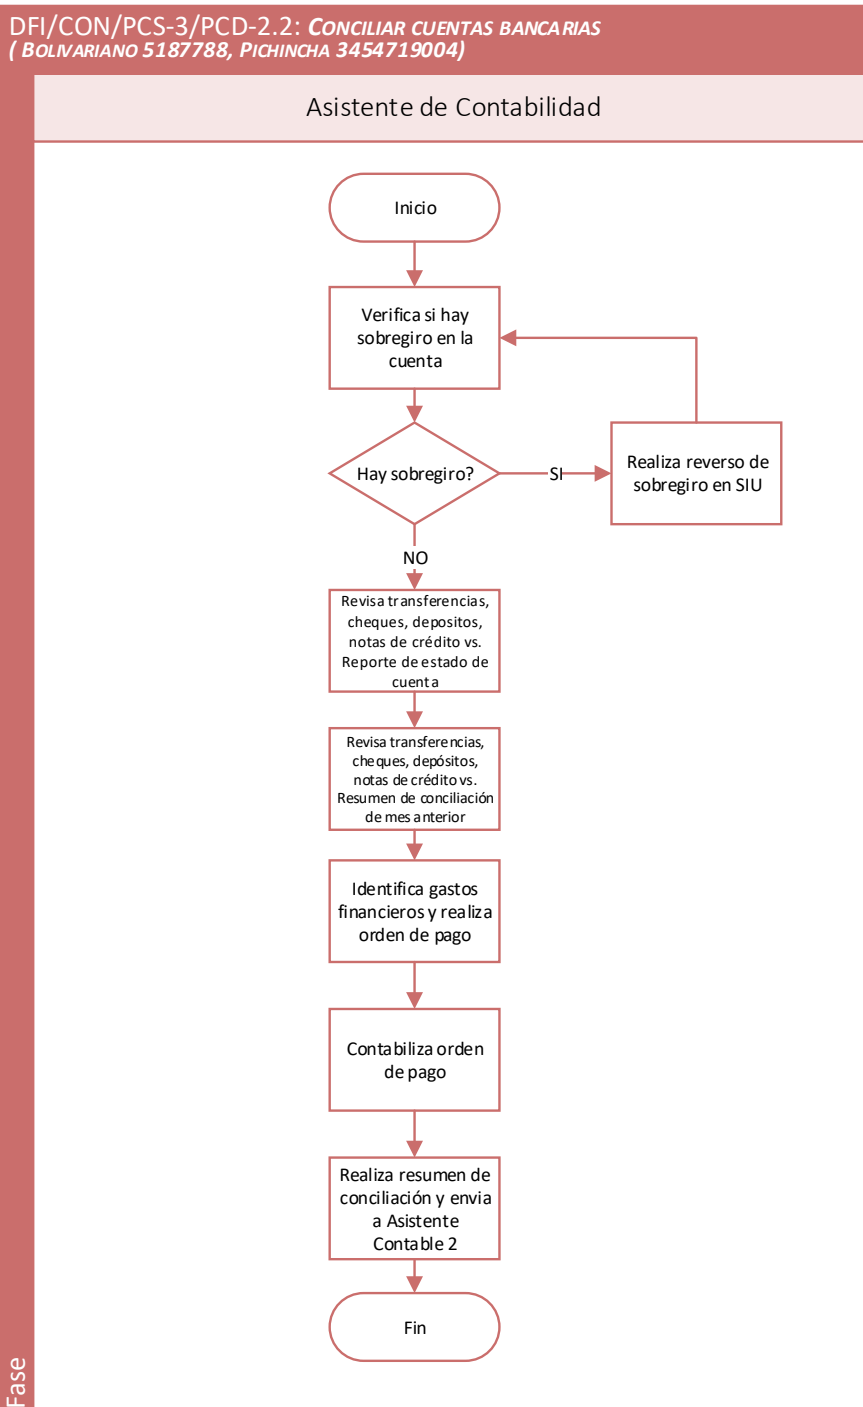 DFI/CON/PCS-3/PCD-2.2: CONCILIAR CUENTAS BANCARIAS
( BOLIVARIANO 5187788, PICHINCHA 3454719004)
Asistente de Contabilidad
Inicio
Verifica si hay
sobregiro en la
cuenta
Hay sobregiro?
SI
Realiza reverso de
sobregiro en SIU
NO
Revisa transferencias,
cheques, depositos,
notas de crédito vs.
Reporte de estado de
cuenta
Revisa transferencias,
cheques, depósitos,
notas de crédito vs.
Resumen de conciliación
de mes anterior
Identifica gastos
financieros y realiza
orden de pago
Contabiliza orden
de pago
Realiza resumen de
conciliación y envia
a Asistente
Contable 2
Fin
Fase